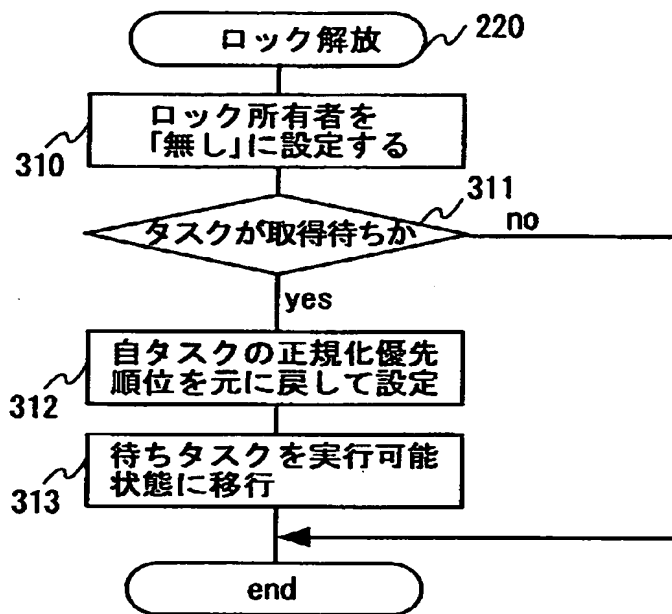 ロック解放
220
ロック所有者を
「無し」に設定する
310
311
タスクが取得待ちか
no
yes
自タスクの正規化優先
順位を元に戻して設定
312
待ちタスクを実行可能
状態に移行
313
end